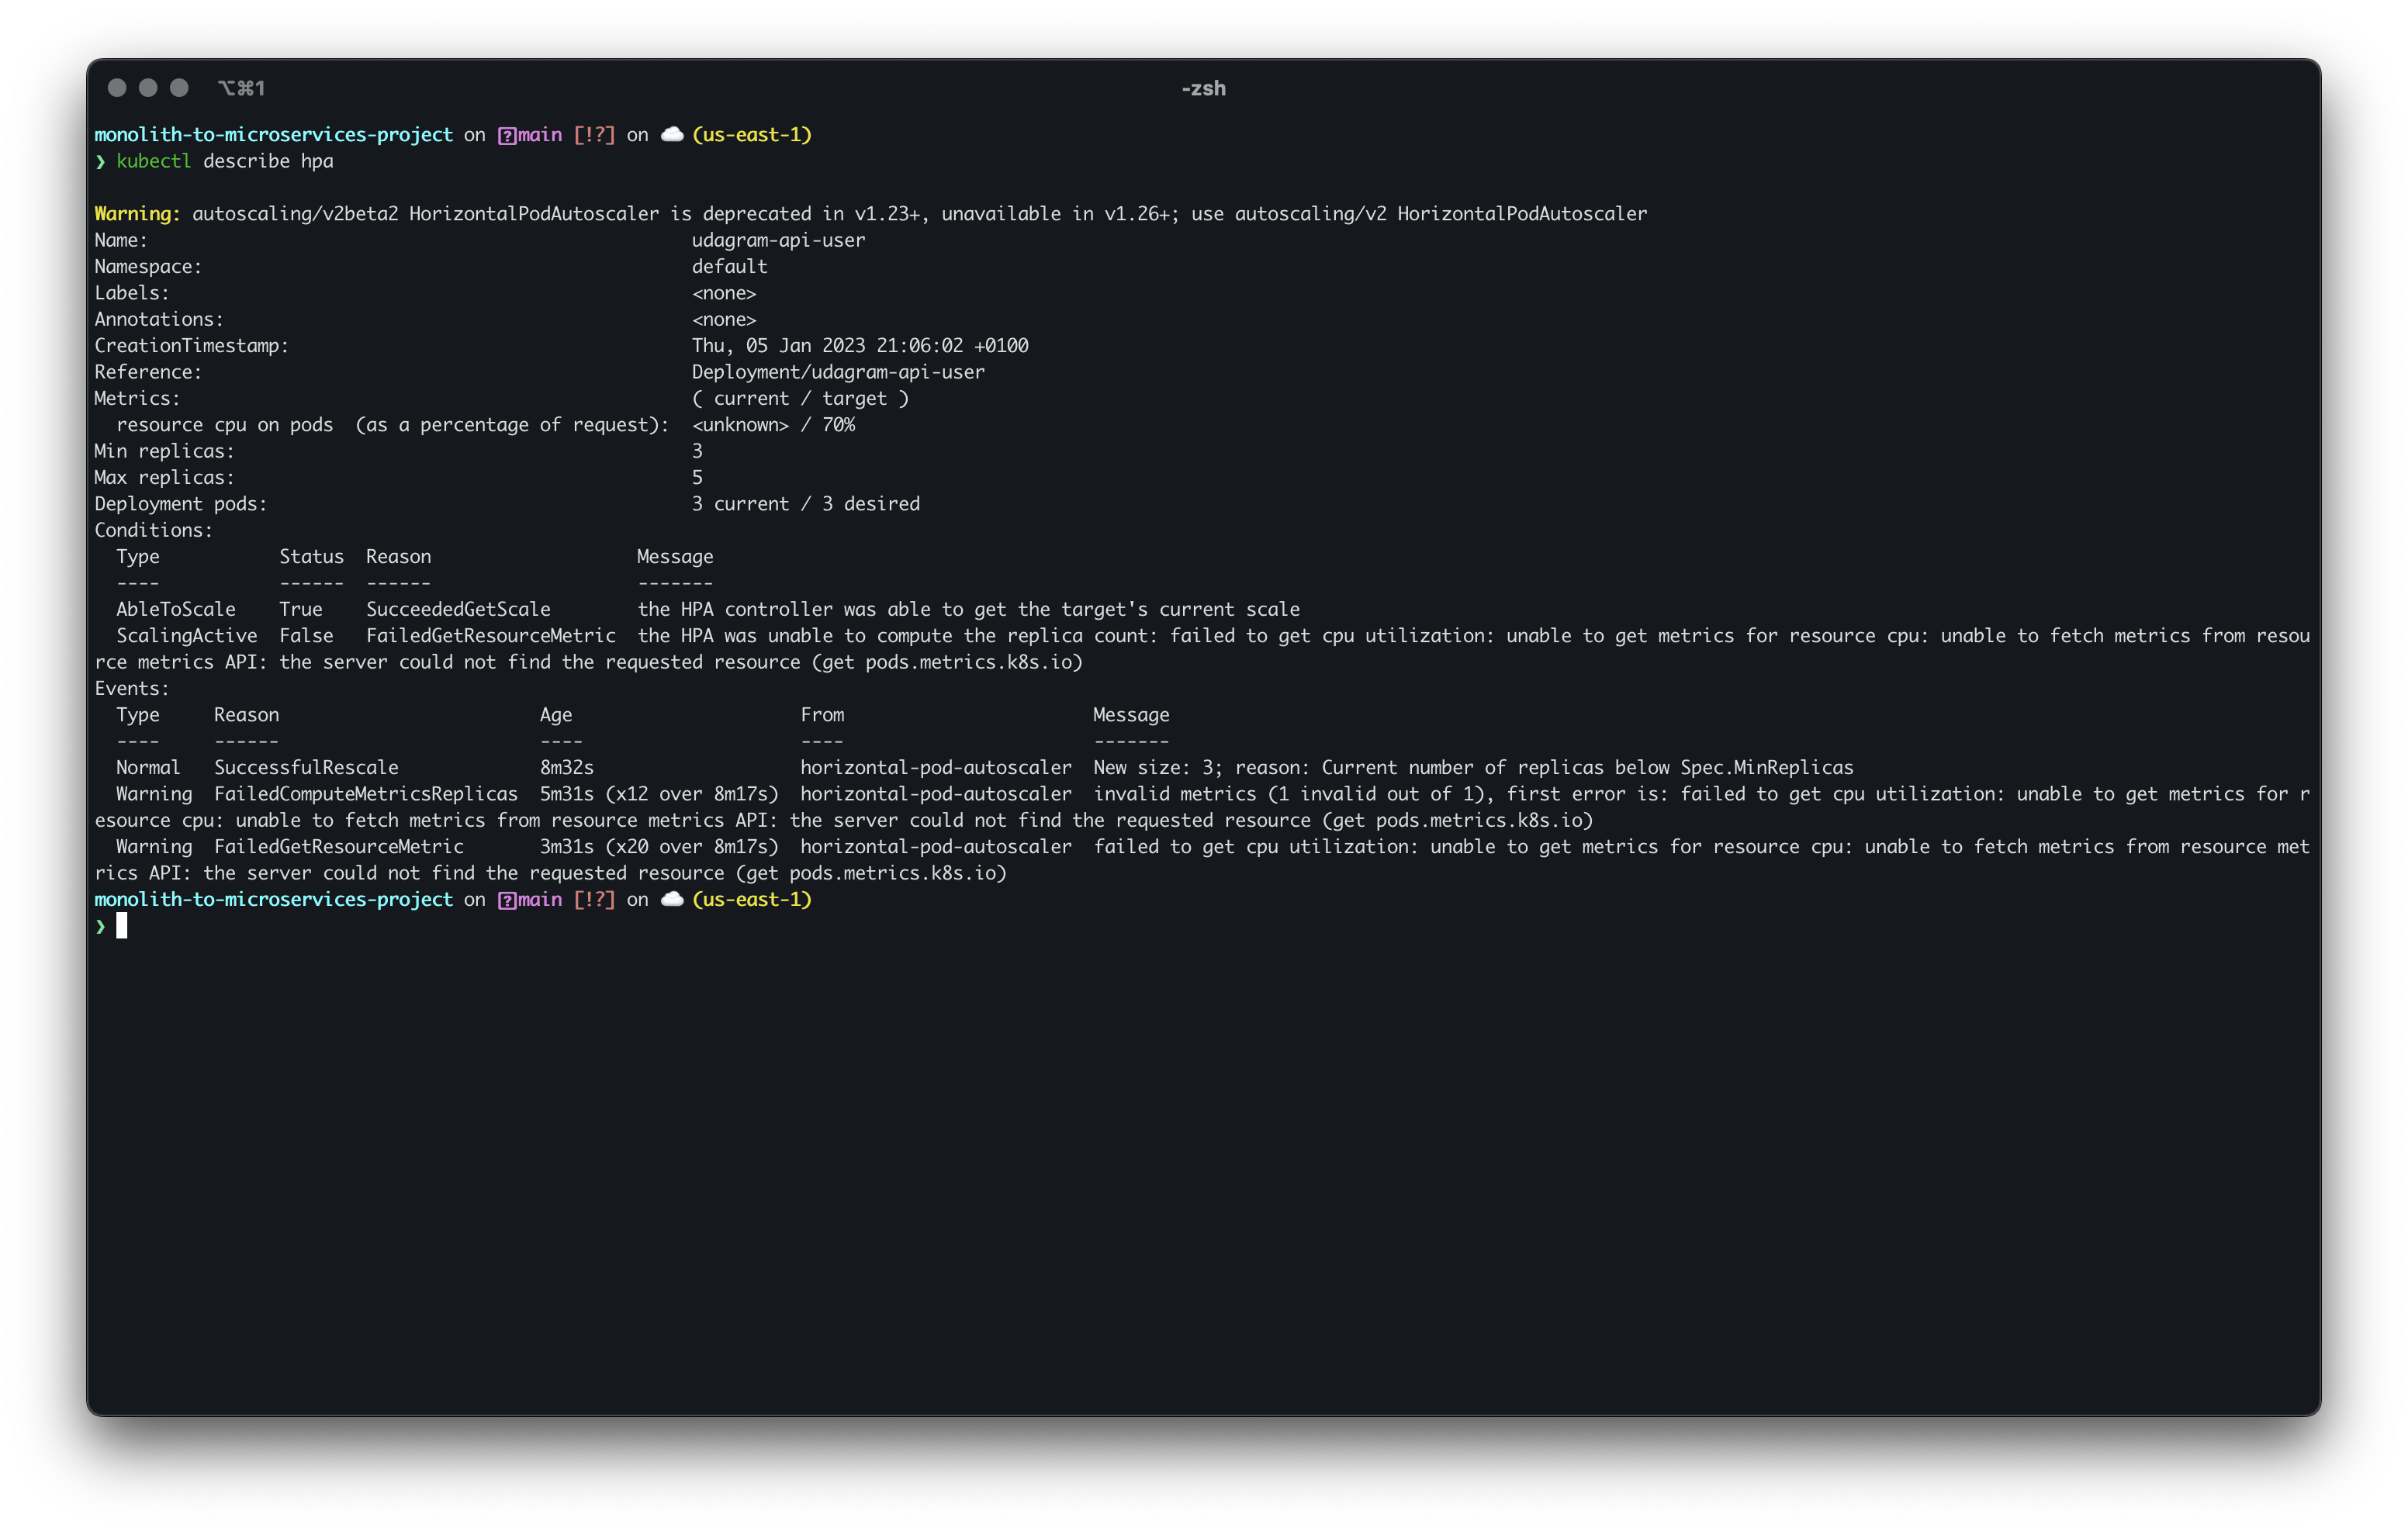 ⌥⌘1
-zsh
monolith-to-microservices-project on main [!?] on ☁️ (us-east-1)
❯ kubectl describe hpa
Warning: autoscaling/v2beta2 HorizontalPodAutoscaler is deprecated in v1.23+, unavailable in v1.26+; use autoscaling/v2 HorizontalPodAutoscaler
Name: udagram-api-user
Namespace: default
Labels: <none>
Annotations: <none>
CreationTimestamp: Thu, 05 Jan 2023 21:06:02 +0100
Reference: Deployment/udagram-api-user
Metrics: ( current / target )
resource cpu on pods (as a percentage of request): <unknown> / 70%
Min replicas: 3
Max replicas: 5
Deployment pods: 3 current / 3 desired
Conditions:
Type Status Reason Message
---- ------ ------ -------
AbleToScale True SucceededGetScale the HPA controller was able to get the target's current scale
ScalingActive False FailedGetResourceMetric the HPA was unable to compute the replica count: failed to get cpu utilization: unable to get metrics for resource cpu: unable to fetch metrics from resou
rce metrics API: the server could not find the requested resource (get pods.metrics.k8s.io)
Events:
Type Reason Age From Message
---- ------ ---- ---- -------
Normal SuccessfulRescale 8m32s horizontal-pod-autoscaler New size: 3; reason: Current number of replicas below Spec.MinReplicas
Warning FailedComputeMetricsReplicas 5m31s (x12 over 8m17s) horizontal-pod-autoscaler invalid metrics (1 invalid out of 1), first error is: failed to get cpu utilization: unable to get metrics for r
esource cpu: unable to fetch metrics from resource metrics API: the server could not find the requested resource (get pods.metrics.k8s.io)
Warning FailedGetResourceMetric 3m31s (x20 over 8m17s) horizontal-pod-autoscaler failed to get cpu utilization: unable to get metrics for resource cpu: unable to fetch metrics from resource met
rics API: the server could not find the requested resource (get pods.metrics.k8s.io)
monolith-to-microservices-project on main [!?] on ☁️ (us-east-1)
❯